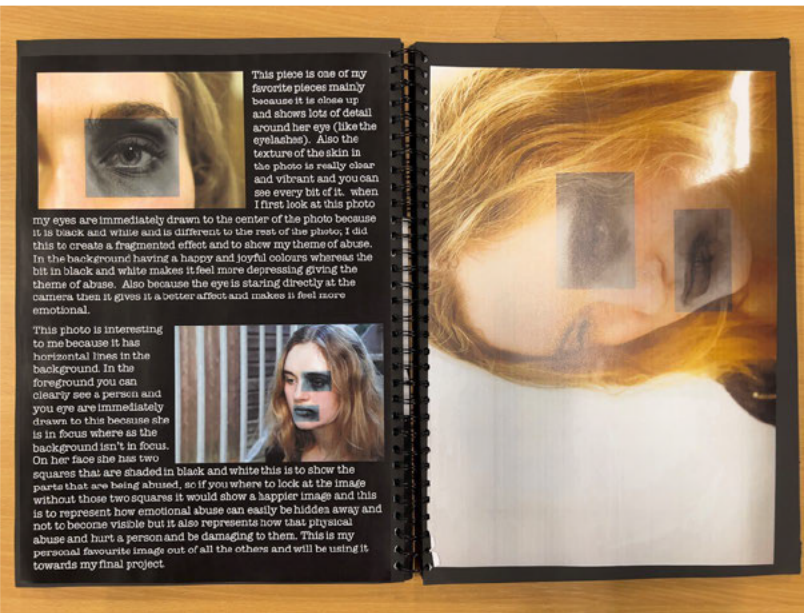 This piece is one of my
favorite pieces mainly
because it is close up
and shows lots of detail
around her eye (like the
eyelashes). Also the
texture of the skin in
the photo is really clear
and vibrant and you can
see every bit of it. when
I first look at this photo
my eyes are immediately drawn to the center of the photo because
it is black and white and is different to the rest of the photo; I did
this to create a fragmented effect and to show my theme of abuse.
In the background having a happy and joyful colours whereas the
bit in black and white makes it feel more depressing giving the
theme of abuse. Also because the eye is staring directly at the
camera then it gives it a better affect and makes it feel more
emotional.
This photo is interesting
to me because it has
horizontal lines in the
background. In the
foreground you can
clearly see a person and
you eye are immediately
drawn to this because she
is in focus where as the
background isn't in focus.
On her face she has two
squares that are shaded in black and white this is to show the
parts that are being abused, so if you where to look at the image
without those two squares it would show a happier image and this
is to represent how emotional abuse can easily be hidden away and
not to become visible but it also represents how that physical
abuse and hurt a person and be damaging to them. This is my
personal favourite image out of all the others and will be using it
towards my final project